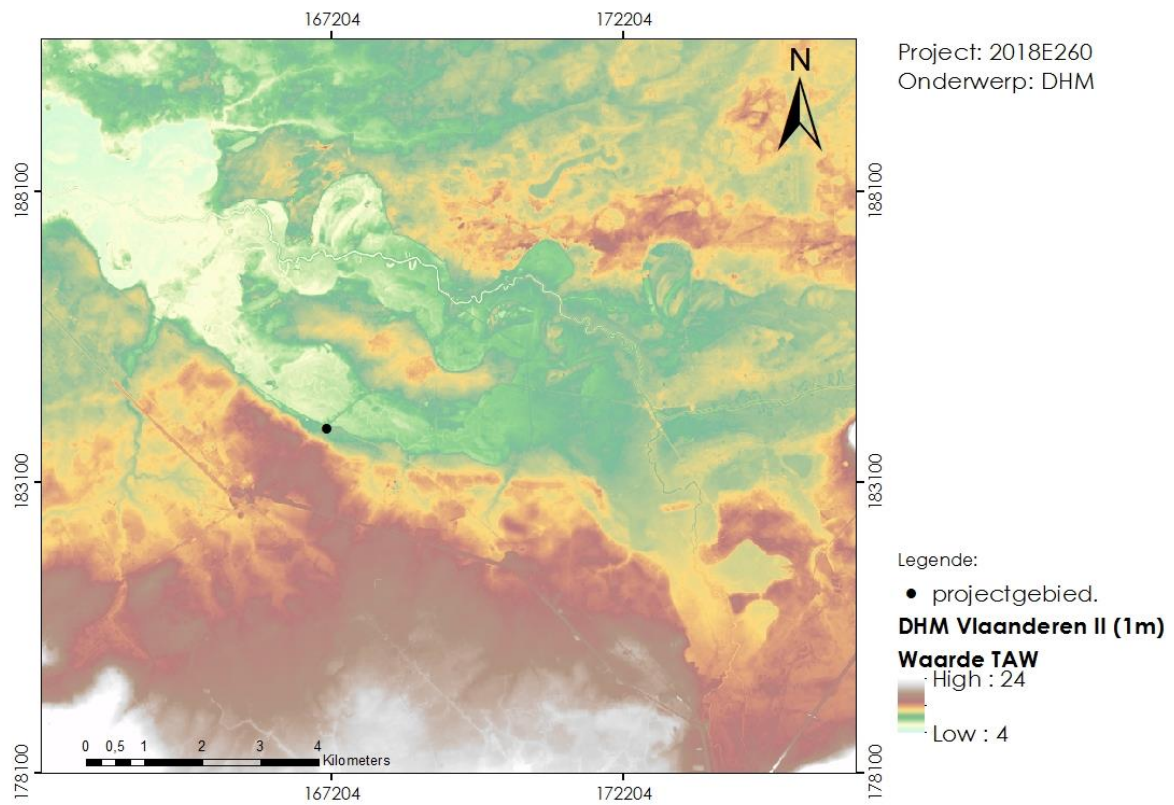 167204
172204
Project: 2018E260
Onderwerp: DHM
N
188100
188100
183100
183100
Legende:
projectgebied.
DHM Vlaanderen II (1m)
Waarde TAW
High : 24
Low : 4
0 0,5 1 2 3 4
Kilometers
178100
178100
167204
172204